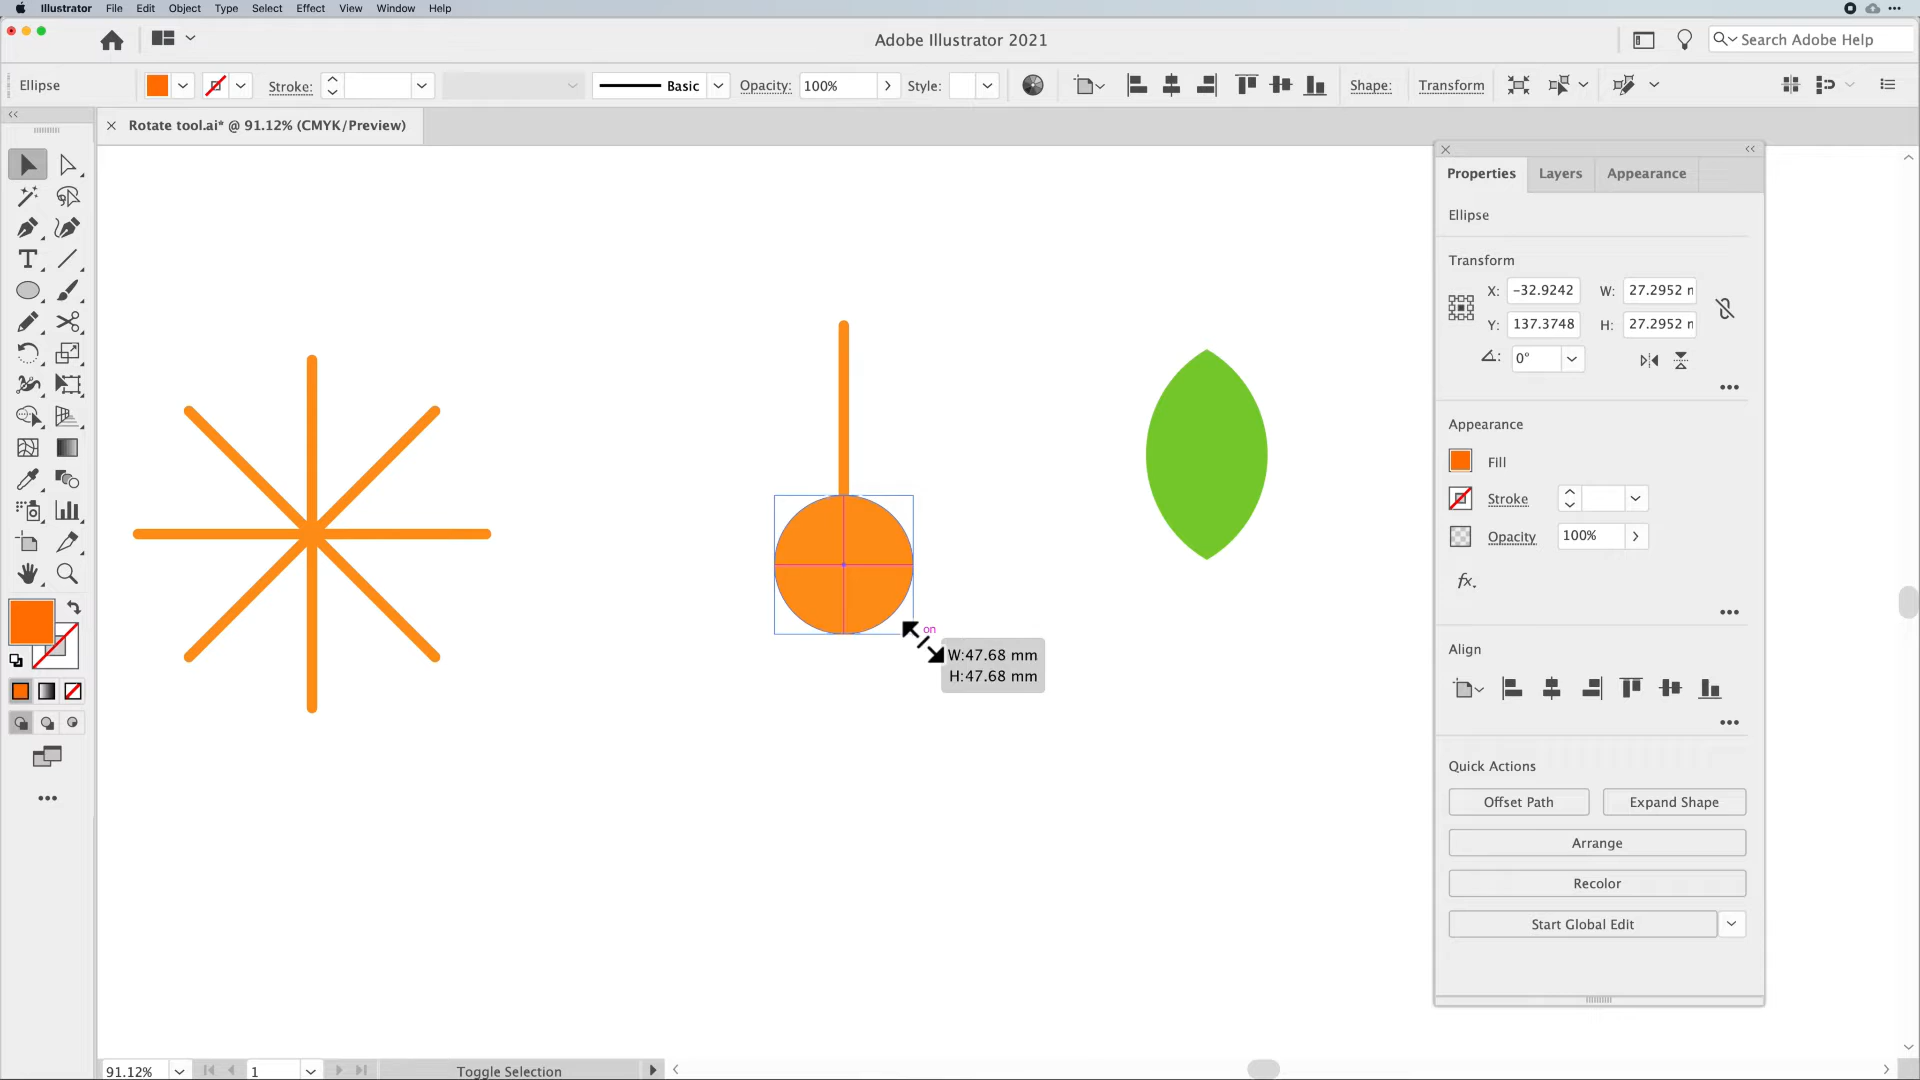 Illustrator File Edit Object Type Select Effect View Window Help
Adobe Illustrator 2021
Search Adobe Help
Ellipse
Stroke:
Basic
Opacity: 100%
Style:
Shape:
Transform
Rotate tool.ai* @ 91.12% (CMYK/Preview)
Properties Layers Appearance
Ellipse
Transform
X: -32.9242 W: 27.2952
Y: 137.3748 H: 27.2952
0°
Appearance
Fill
Stroke
Opacity 100%
fx.
Align
Quick Actions
Offset Path Expand Shape
Arrange
Recolor
Start Global Edit
on
W:47.68 mm
H:47.68 mm
91.12% 1 Toggle Selection